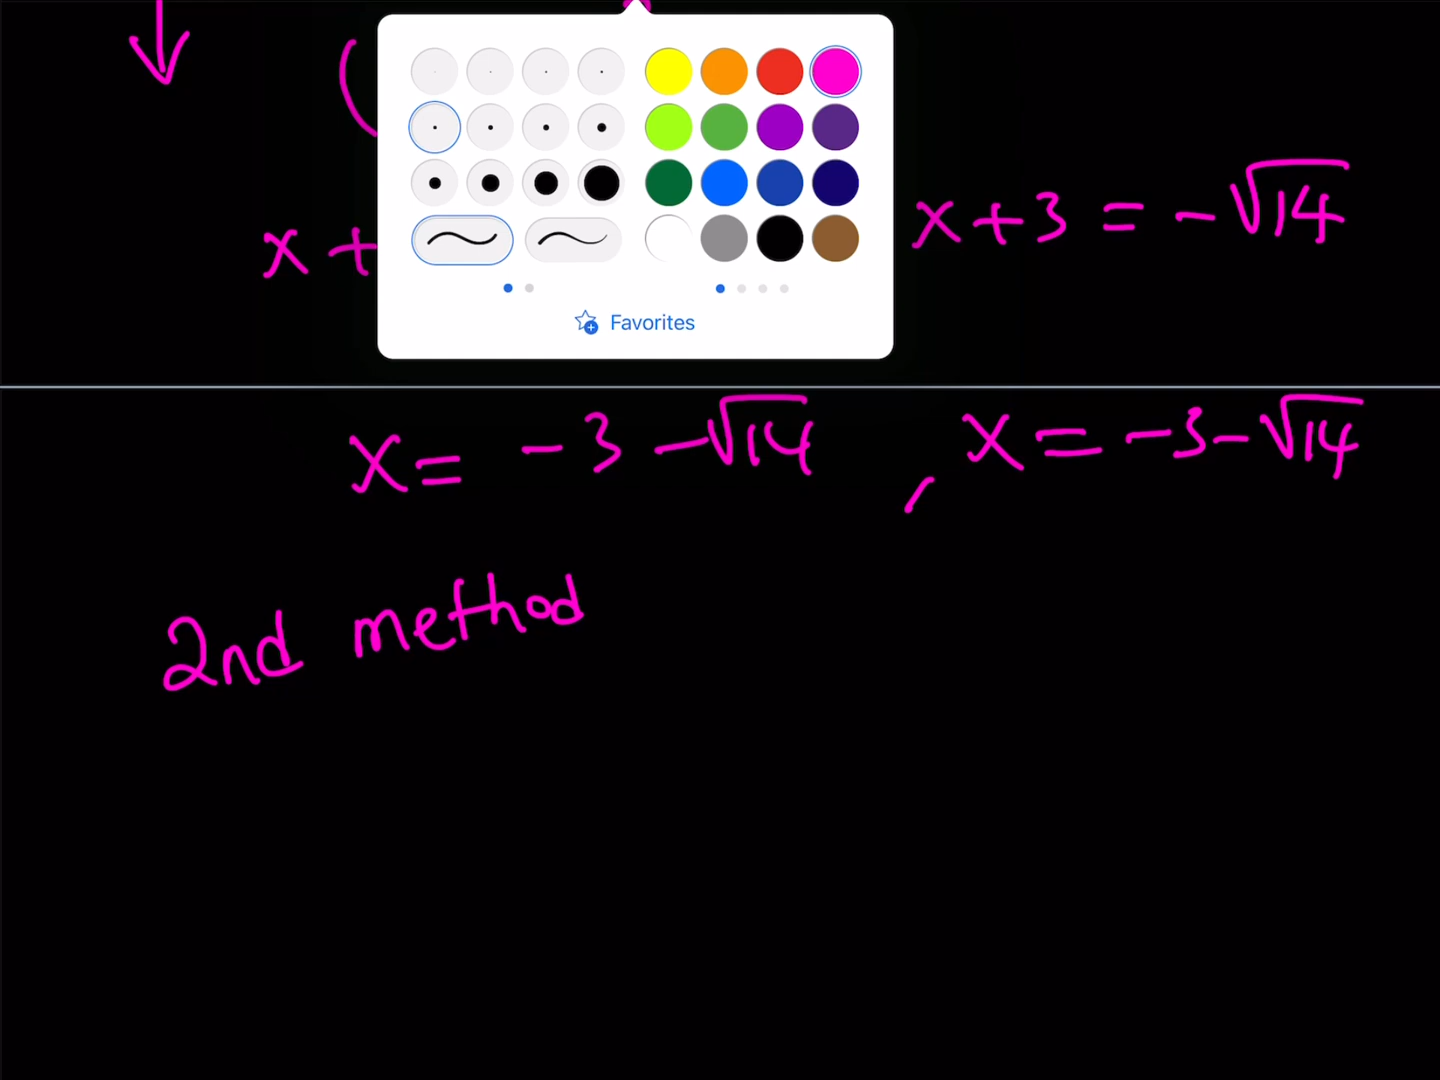 x + x + 3 = -√14
Favorites
x = -3 -√14 , x = -3 - √14
2nd method